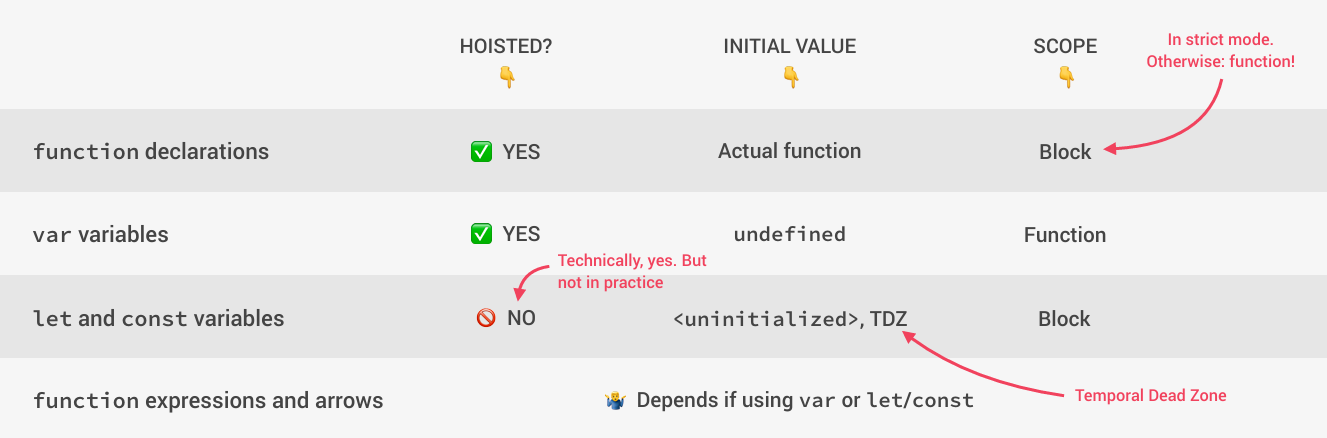 HOISTED?
INITIAL VALUE
SCOPE
In strict mode.
Otherwise: function!
function declarations
YES
Actual function
Block
var variables
YES
undefined
Function
Technically, yes. But
not in practice
let and const variables
NO
<uninitialized>, TDZ
Block
function expressions and arrows
Depends if using var or let/const
Temporal Dead Zone